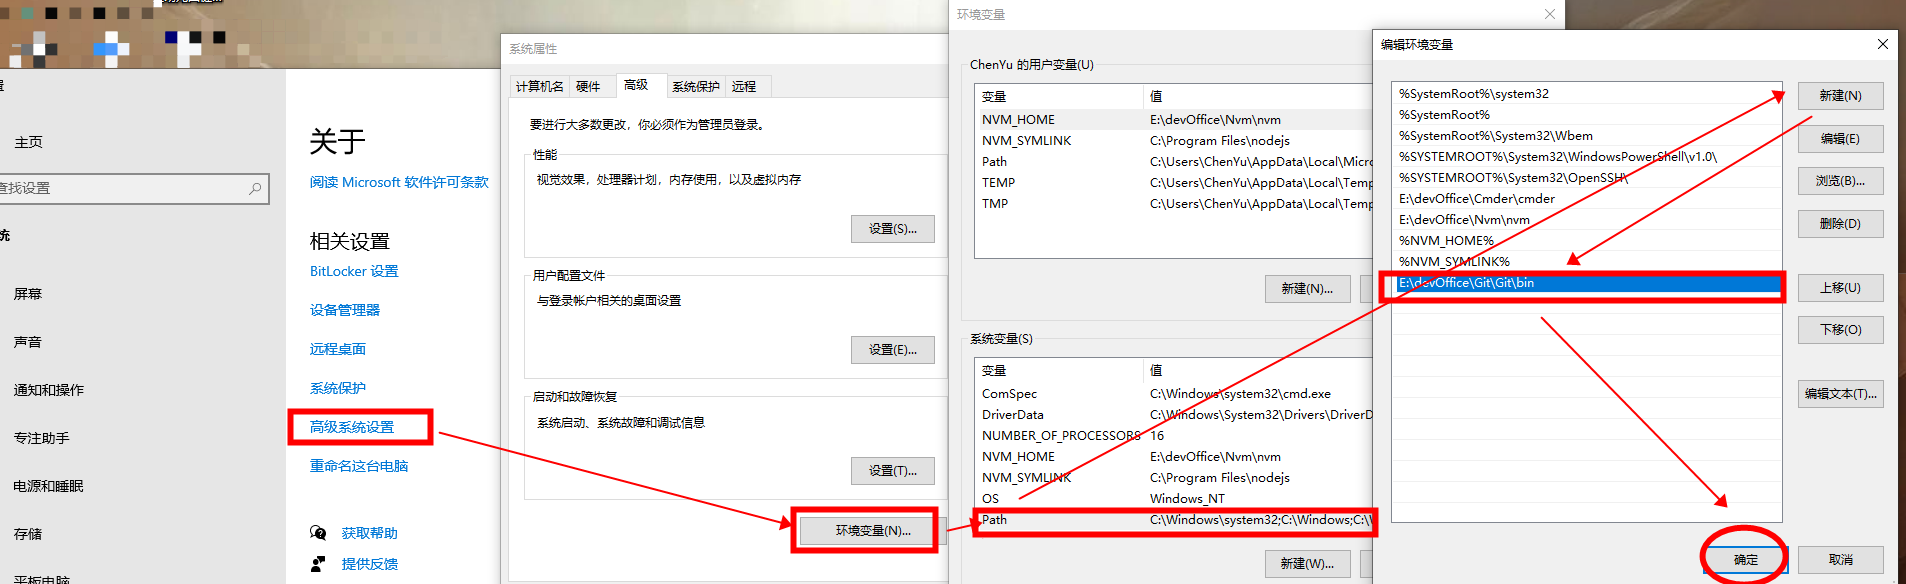 主页
查找设置
统
屏幕
声音
通知和操作
专注助手
电源和睡眠
存储
平板电脑
关于
阅读 Microsoft 软件许可条款
相关设置
BitLocker 设置
设备管理器
远程桌面
系统保护
高级系统设置
重命名这台电脑
获取帮助
提供反馈
系统属性
计算机名 硬件 高级 系统保护 远程
要进行大多数更改，你必须作为管理员登录。
性能
视觉效果，处理器计划，内存使用，以及虚拟内存
设置(S)...
用户配置文件
与登录帐户相关的桌面设置
设置(E)...
启动和故障恢复
系统启动、系统故障和调试信息
设置(T)...
环境变量(N)...
环境变量
ChenYu 的用户变量(U)
变量 值
NVM_HOME E:\devOffice\Nvm\nvm
NVM_SYMLINK C:\Program Files\nodejs
Path C:\Users\ChenYu\AppData\Local\Micro
TEMP C:\Users\ChenYu\AppData\Local\Temp
TMP C:\Users\ChenYu\AppData\Local\Temp
新建(N)...
系统变量(S)
变量 值
ComSpec C:\Windows\system32\cmd.exe
DriverData C:\Windows\System32\Drivers\DriverD
NUMBER_OF_PROCESSORS 16
NVM_HOME E:\devOffice\Nvm\nvm
NVM_SYMLINK C:\Program Files\nodejs
OS Windows_NT
Path C:\Windows\system32;C:\Windows;C:\
新建(W)...
编辑环境变量
%SystemRoot%\system32
%SystemRoot%
%SystemRoot%\System32\Wbem
%SYSTEMROOT%\System32\WindowsPowerShell\v1.0\
%SYSTEMROOT%\System32\OpenSSH\
E:\devOffice\Cmder\cmder
E:\devOffice\Nvm\nvm
%NVM_HOME%
%NVM_SYMLINK%
E:\devOffice\Git\Git\bin
新建(N)
编辑(E)
浏览(B)...
删除(D)
上移(U)
下移(O)
编辑文本(T)...
确定
取消